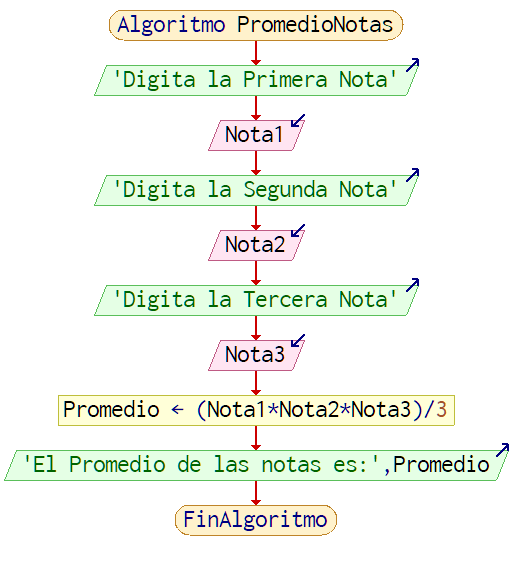 Algoritmo PromedioNotas
'Digita la Primera Nota'
Nota1
'Digita la Segunda Nota'
Nota2
'Digita la Tercera Nota'
Nota3
Promedio ← (Nota1*Nota2*Nota3)/3
'El Promedio de las notas es:',Promedio
FinAlgoritmo